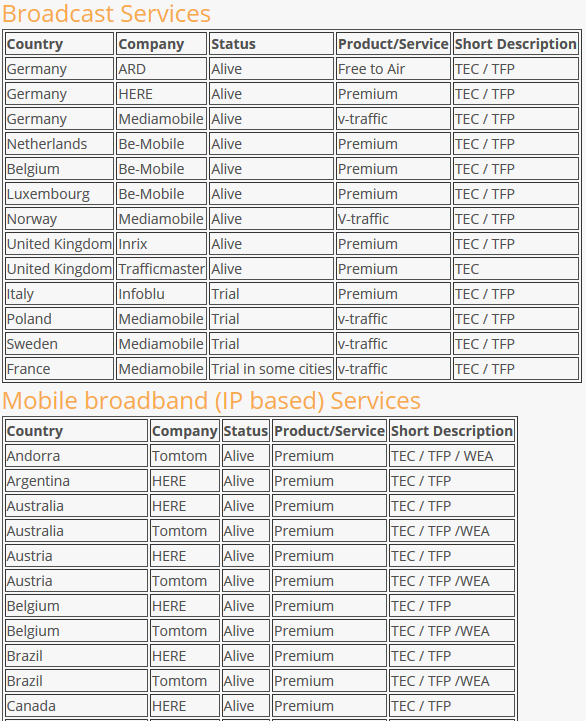 Broadcast Services
Country Company Status Product/Service Short Description
Germany ARD Alive Free to Air TEC / TFP
Germany HERE Alive Premium TEC / TFP
Germany Mediamobile Alive v-traffic TEC / TFP
Netherlands Be-Mobile Alive Premium TEC / TFP
Belgium Be-Mobile Alive Premium TEC / TFP
Luxembourg Be-Mobile Alive Premium TEC / TFP
Norway Mediamobile Alive V-traffic TEC / TFP
United Kingdom Inrix Alive Premium TEC / TFP
United Kingdom Trafficmaster Alive Premium TEC
Italy Infoblu Trial Premium TEC / TFP
Poland Mediamobile Trial v-traffic TEC / TFP
Sweden Mediamobile Trial v-traffic TEC / TFP
France Mediamobile Trial in some cities v-traffic TEC / TFP
Mobile broadband (IP based) Services
Country Company Status Product/Service Short Description
Andorra Tomtom Alive Premium TEC / TFP / WEA
Argentina HERE Alive Premium TEC / TFP
Australia HERE Alive Premium TEC / TFP
Australia Tomtom Alive Premium TEC / TFP /WEA
Austria HERE Alive Premium TEC / TFP
Austria Tomtom Alive Premium TEC / TFP /WEA
Belgium HERE Alive Premium TEC / TFP
Belgium Tomtom Alive Premium TEC / TFP /WEA
Brazil HERE Alive Premium TEC / TFP
Brazil Tomtom Alive Premium TEC / TFP /WEA
Canada HERE Alive Premium TEC / TFP